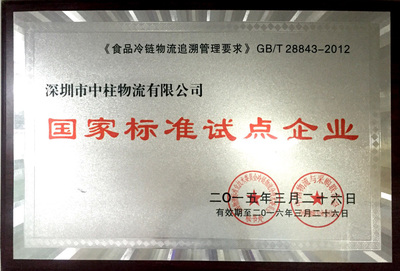 《食品冷链物流追溯管理要求》GB/T 28843-2012
深圳市中柱物流有限公司
国家标准试点企业
二〇一五年三月二十六日
有效期至二〇一六年三月二十六日